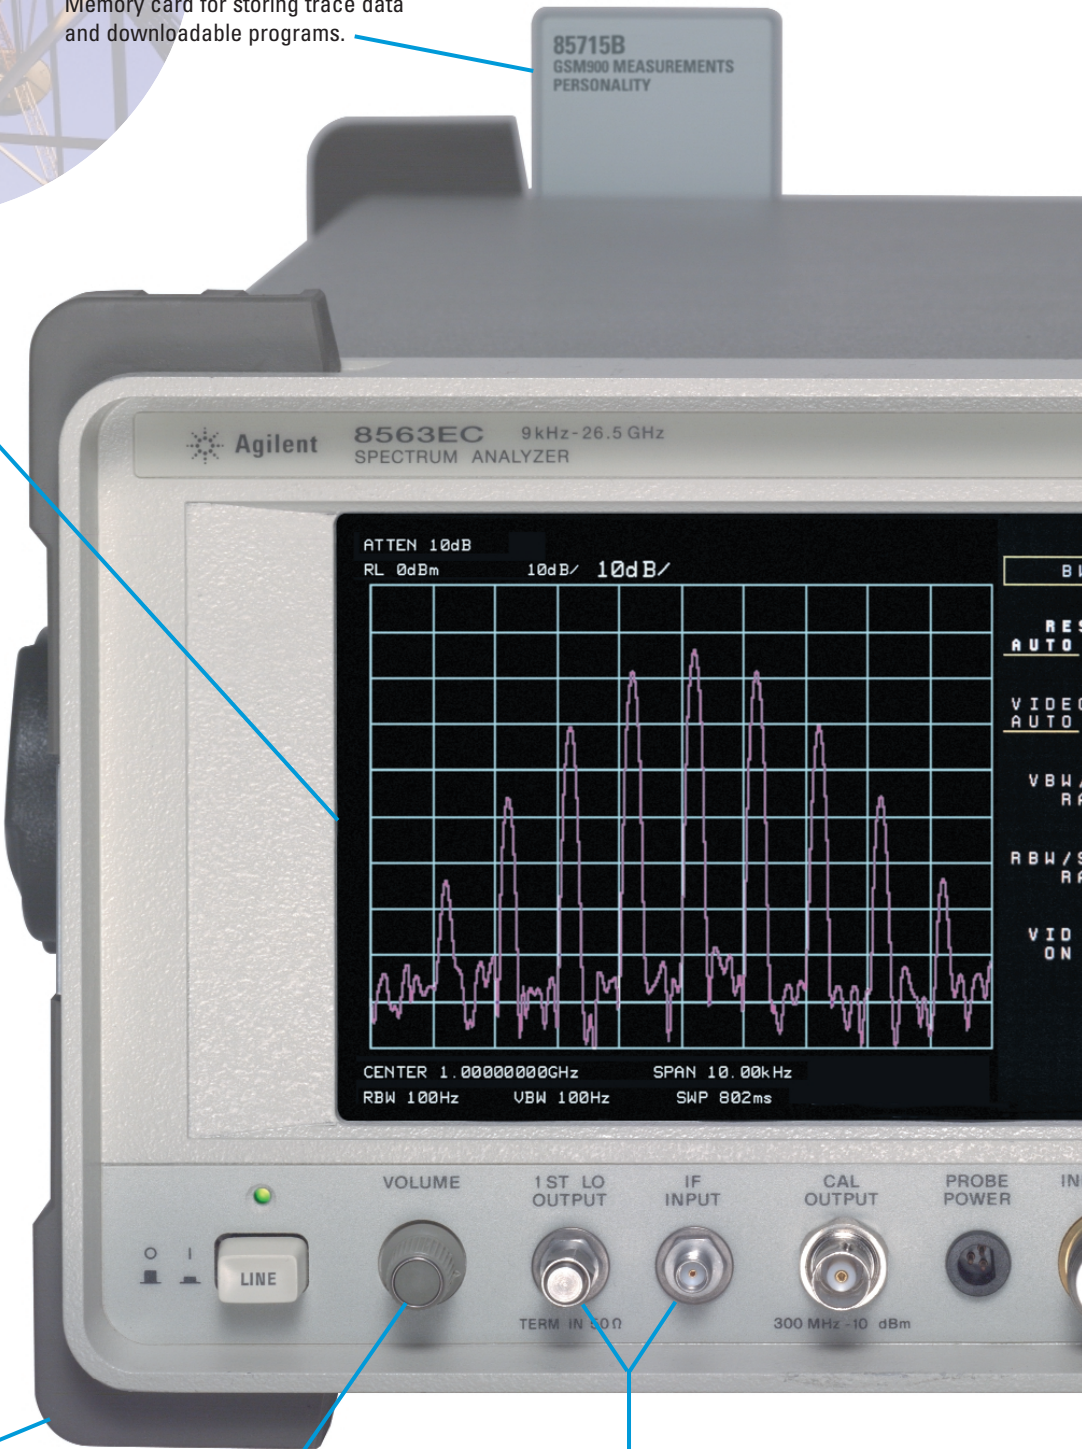 Memory card for storing trace data
and downloadable programs.
85715B
GSM900 MEASUREMENTS
PERSONALITY
Agilent
8563EC 9kHz-26.5 GHz
SPECTRUM ANALYZER
ATTEN 10dB
RL 0dBm 10dB/ 10dB/
RES
AUTO
VIDEO
AUTO
VBW/
RBW/S
VID
ON
CENTER 1.00000000GHz SPAN 10.00kHz
RBW 100Hz VBW 100Hz SWP 802ms
VOLUME
1ST LO
OUTPUT
IF
INPUT
CAL
OUTPUT
PROBE
POWER
O I
LINE
TERM IN 50Ω
300 MHz -10 dBm